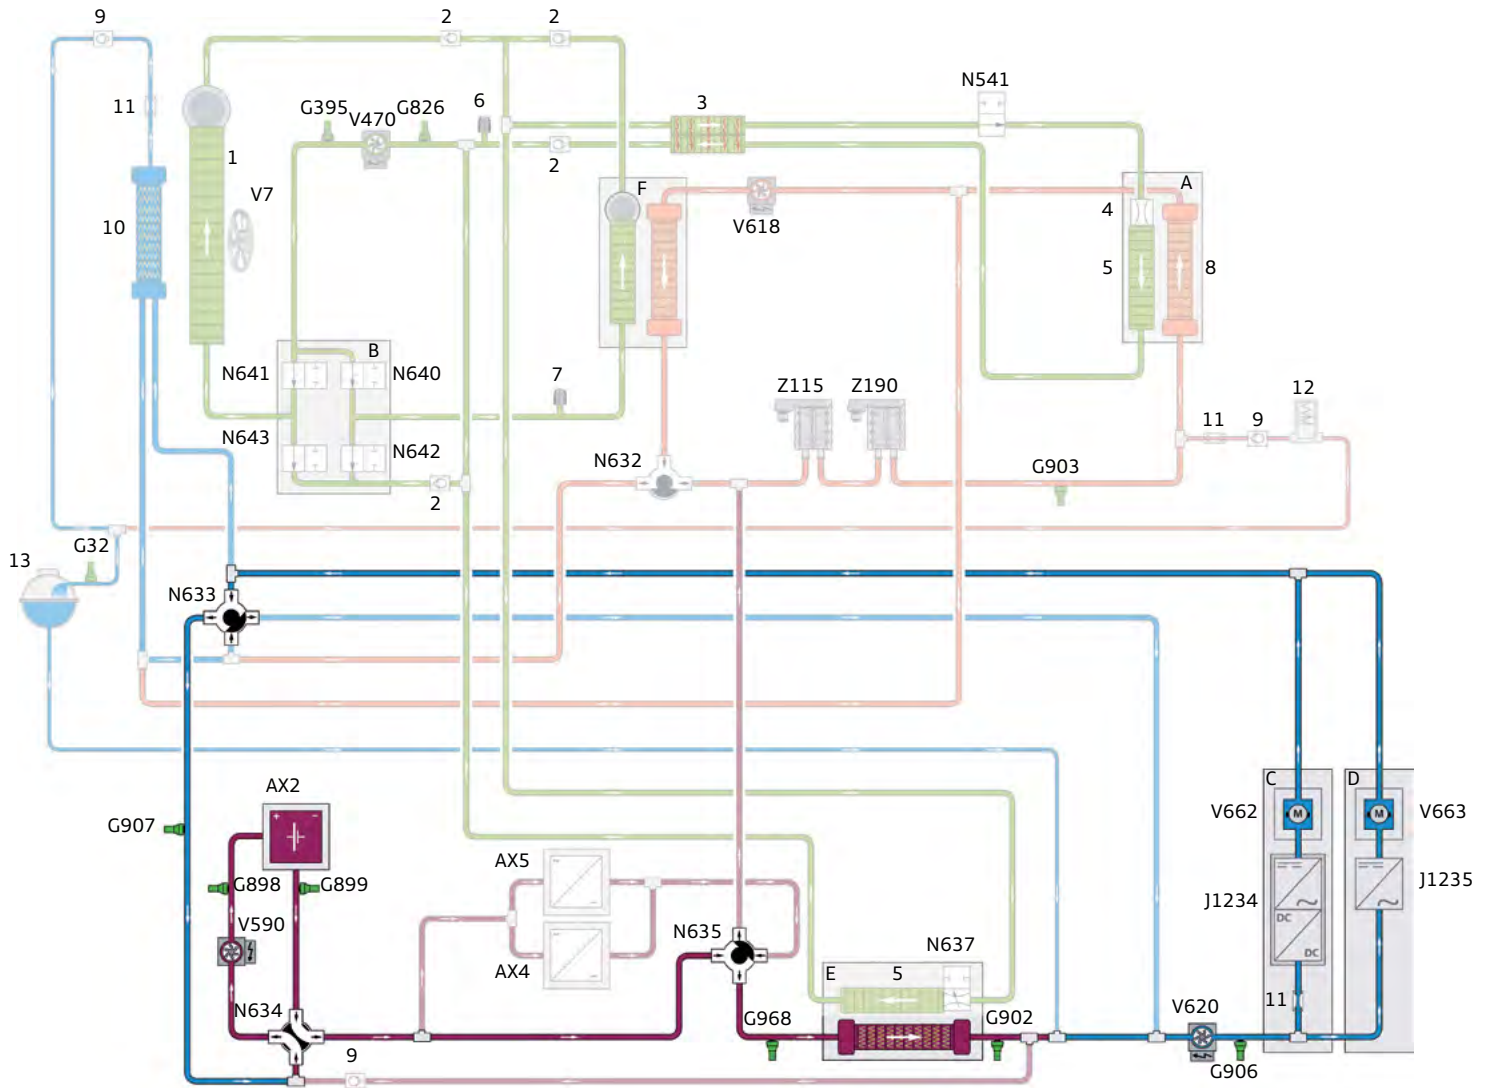 9
2
2
N541
11
G395
V470
G826
6
3
1
2
V7
F
A
10
V618
4
5
8
B
N641
N640
7
Z115
Z190
12
N643
N642
11
9
N632
G903
2
G32
13
N633
AX2
C
D
G907
V662
M
M
V663
G898
G899
AX5
J1234
J1235
V590
DC
N635
N637
AX4
E
5
DC
N634
G968
G902
V620
11
9
G906